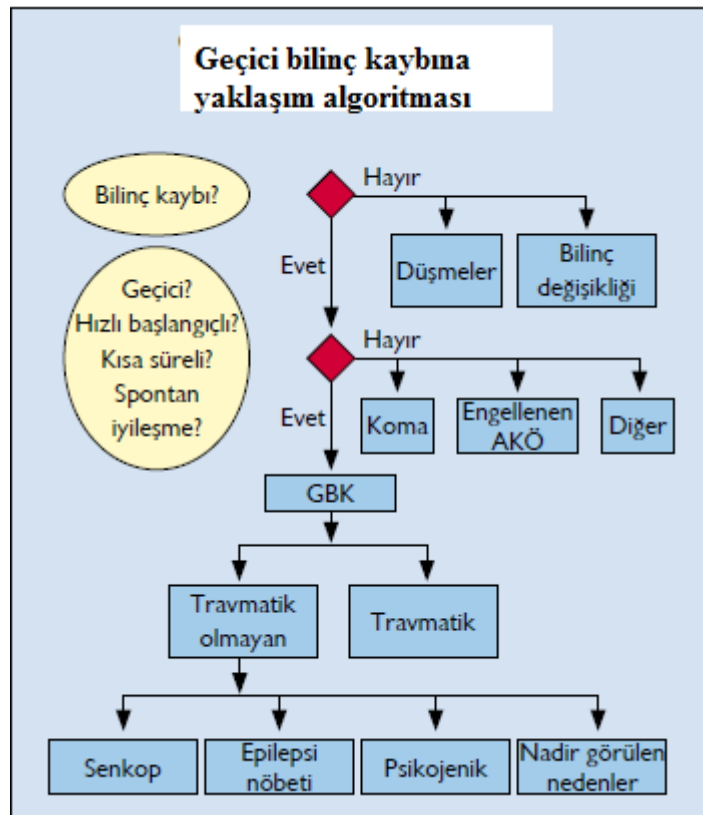 Geçici bilinç kaybına
yaklaşım algoritması
Bilinç kaybı?
Hayır
Evet
Düşmeler
Bilinç
değişikliği
Geçici?
Hızlı başlangıçlı?
Kısa süreli?
Spontan
iyileşme?
Hayır
Evet
Koma
Engellenen
AKÖ
Diğer
GBK
Travmatik
olmayan
Travmatik
Senkop
Epilepsi
nöbeti
Psikojenik
Nadir görülen
nedenler